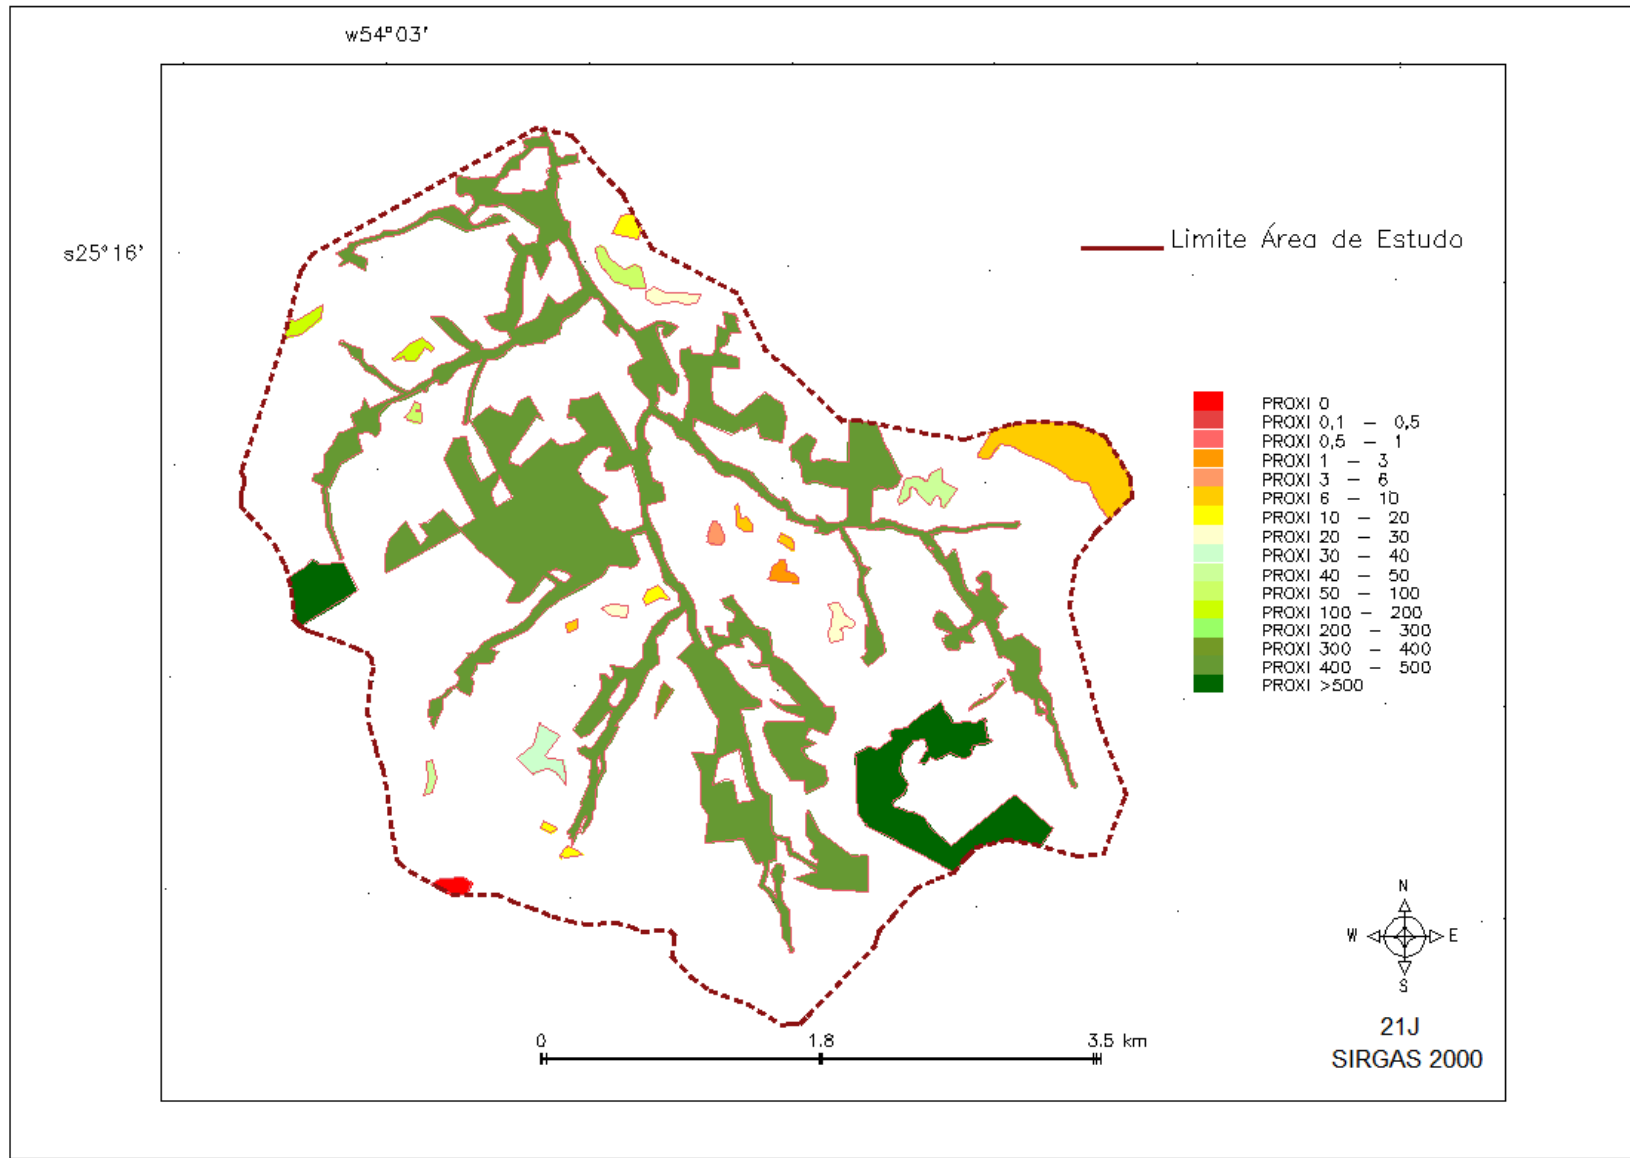 w54°03'
s25°16'
Limite Área de Estudo
PROXI 0
PROXI 0,1 - 0,5
PROXI 0,5 - 1
PROXI 1 - 3
PROXI 3 - 6
PROXI 6 - 10
PROXI 10 - 20
PROXI 20 - 30
PROXI 30 - 40
PROXI 40 - 50
PROXI 50 - 100
PROXI 100 - 200
PROXI 200 - 300
PROXI 300 - 400
PROXI 400 - 500
PROXI >500
N
W E
S
21J
SIRGAS 2000
0 1.8 3.5 km